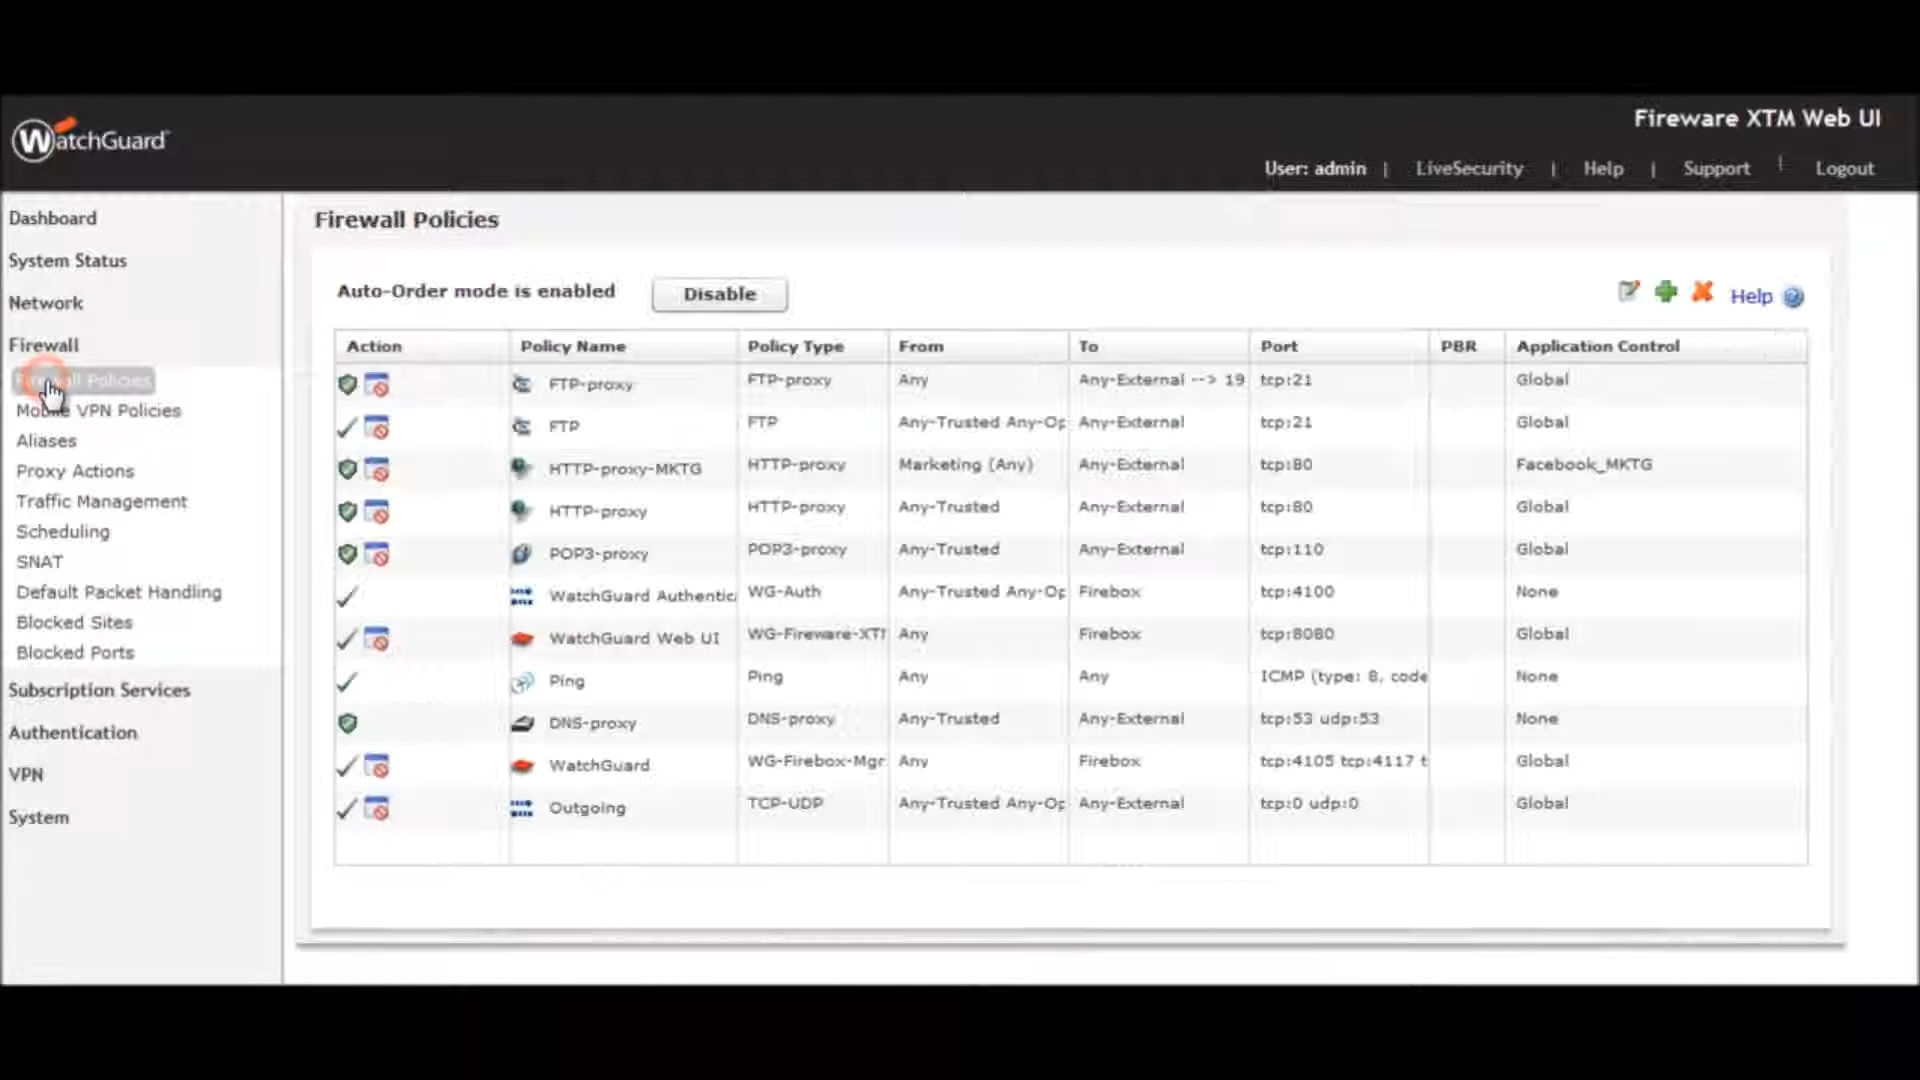 WatchGuard
Fireware XTM Web UI
User: admin | LiveSecurity | Help | Support | Logout
Dashboard
System Status
Network
Firewall
Firewall Policies
Mobile VPN Policies
Aliases
Proxy Actions
Traffic Management
Scheduling
SNAT
Default Packet Handling
Blocked Sites
Blocked Ports
Subscription Services
Authentication
VPN
System
Firewall Policies
Auto-Order mode is enabled Disable Help
Action Policy Name Policy Type From To Port PBR Application Control
FTP-proxy FTP-proxy Any Any-External --> 19 tcp:21 Global
FTP FTP Any-Trusted Any-Op Any-External tcp:21 Global
HTTP-proxy-MKTG HTTP-proxy Marketing (Any) Any-External tcp:80 Facebook_MKTG
HTTP-proxy HTTP-proxy Any-Trusted Any-External tcp:80 Global
POP3-proxy POP3-proxy Any-Trusted Any-External tcp:110 Global
WatchGuard Authentic WG-Auth Any-Trusted Any-Op Firebox tcp:4100 None
WatchGuard Web UI WG-Fireware-XTM Any Firebox tcp:8080 Global
Ping Ping Any Any ICMP (type: 8, code None
DNS-proxy DNS-proxy Any-Trusted Any-External tcp:53 udp:53 None
WatchGuard WG-Firebox-Mgr Any Firebox tcp:4105 tcp:4117 t Global
Outgoing TCP-UDP Any-Trusted Any-Op Any-External tcp:0 udp:0 Global